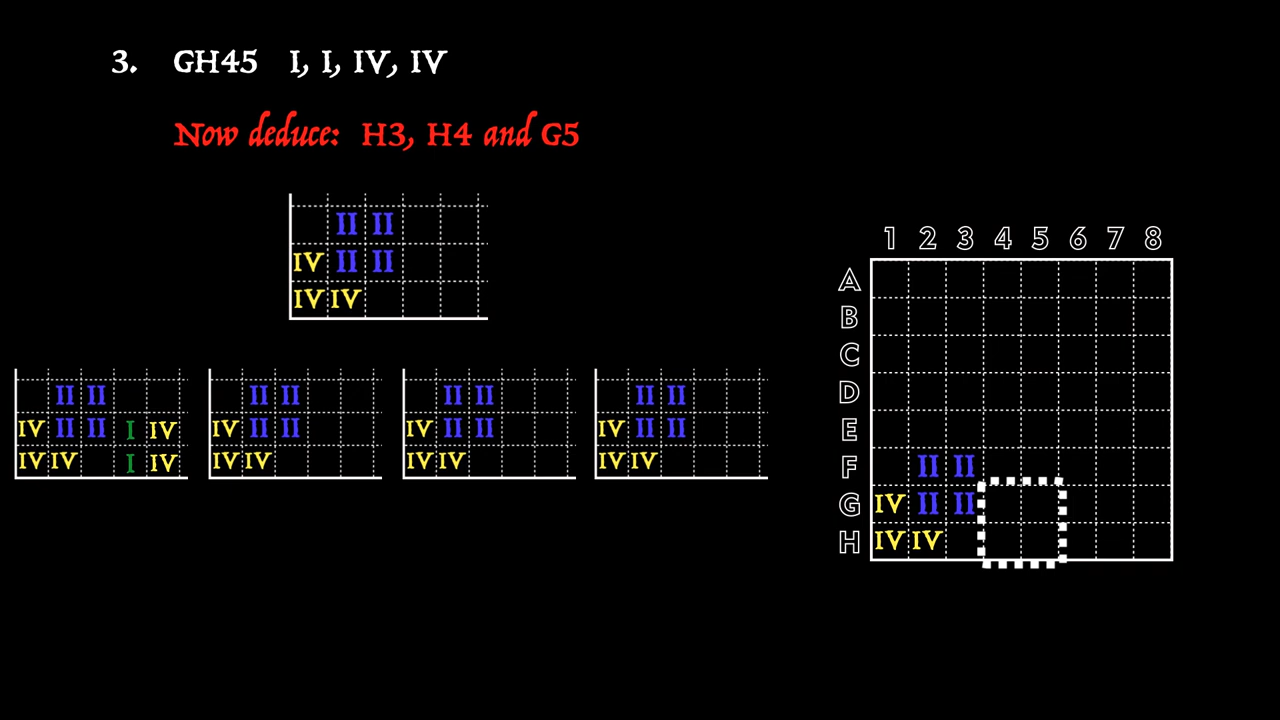 3. GH45 I, I, IV, IV
Now deduce: H3, H4 and G5
II II
IV II II
IV IV
II II
IV II II I IV
IV IV I IV
II II
IV II II
IV IV
II II
IV II II
IV IV
II II
IV II II
IV IV
1 2 3 4 5 6 7 8
A
B
C
D
E
F II II
G IV II II
H IV IV